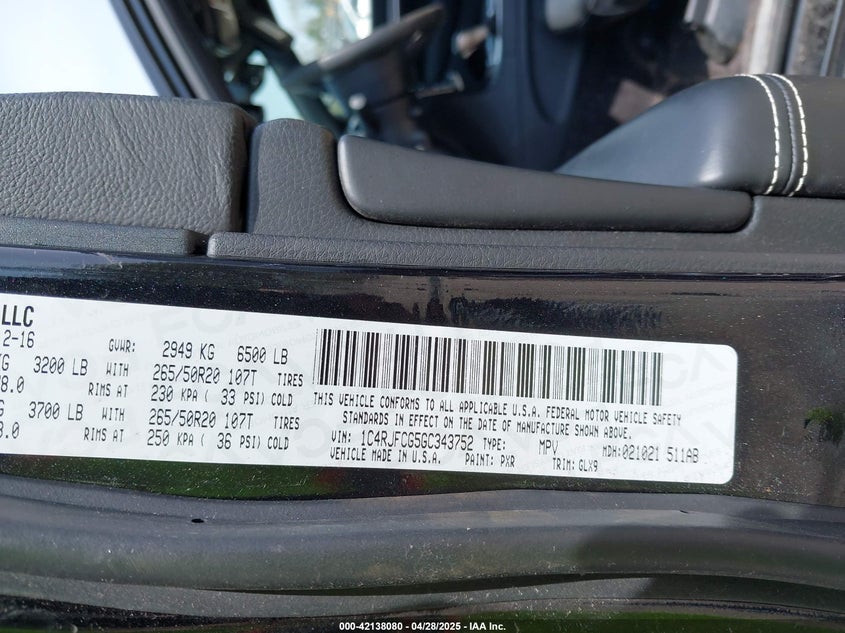 LLC
2-16
GVWR: 2949 KG 6500 LB
KG 3200 LB WITH 265/50R20 107T TIRES
8.0 RIMS AT 230 KPA ( 33 PSI) COLD
G 3700 LB WITH 265/50R20 107T TIRES
8.0 RIMS AT 250 KPA ( 36 PSI) COLD
THIS VEHICLE CONFORMS TO ALL APPLICABLE U.S.A. FEDERAL MOTOR VEHICLE SAFETY
STANDARDS IN EFFECT ON THE DATE OF MANUFACTURE SHOWN ABOVE.
VIN: 1C4RJFCG5GC343752 TYPE: MPV MDH:021021 511AB
VEHICLE MADE IN U.S.A. PAINT: PXR TRIM: GLX9
000-42138080 - 04/28/2025 - IAA Inc.